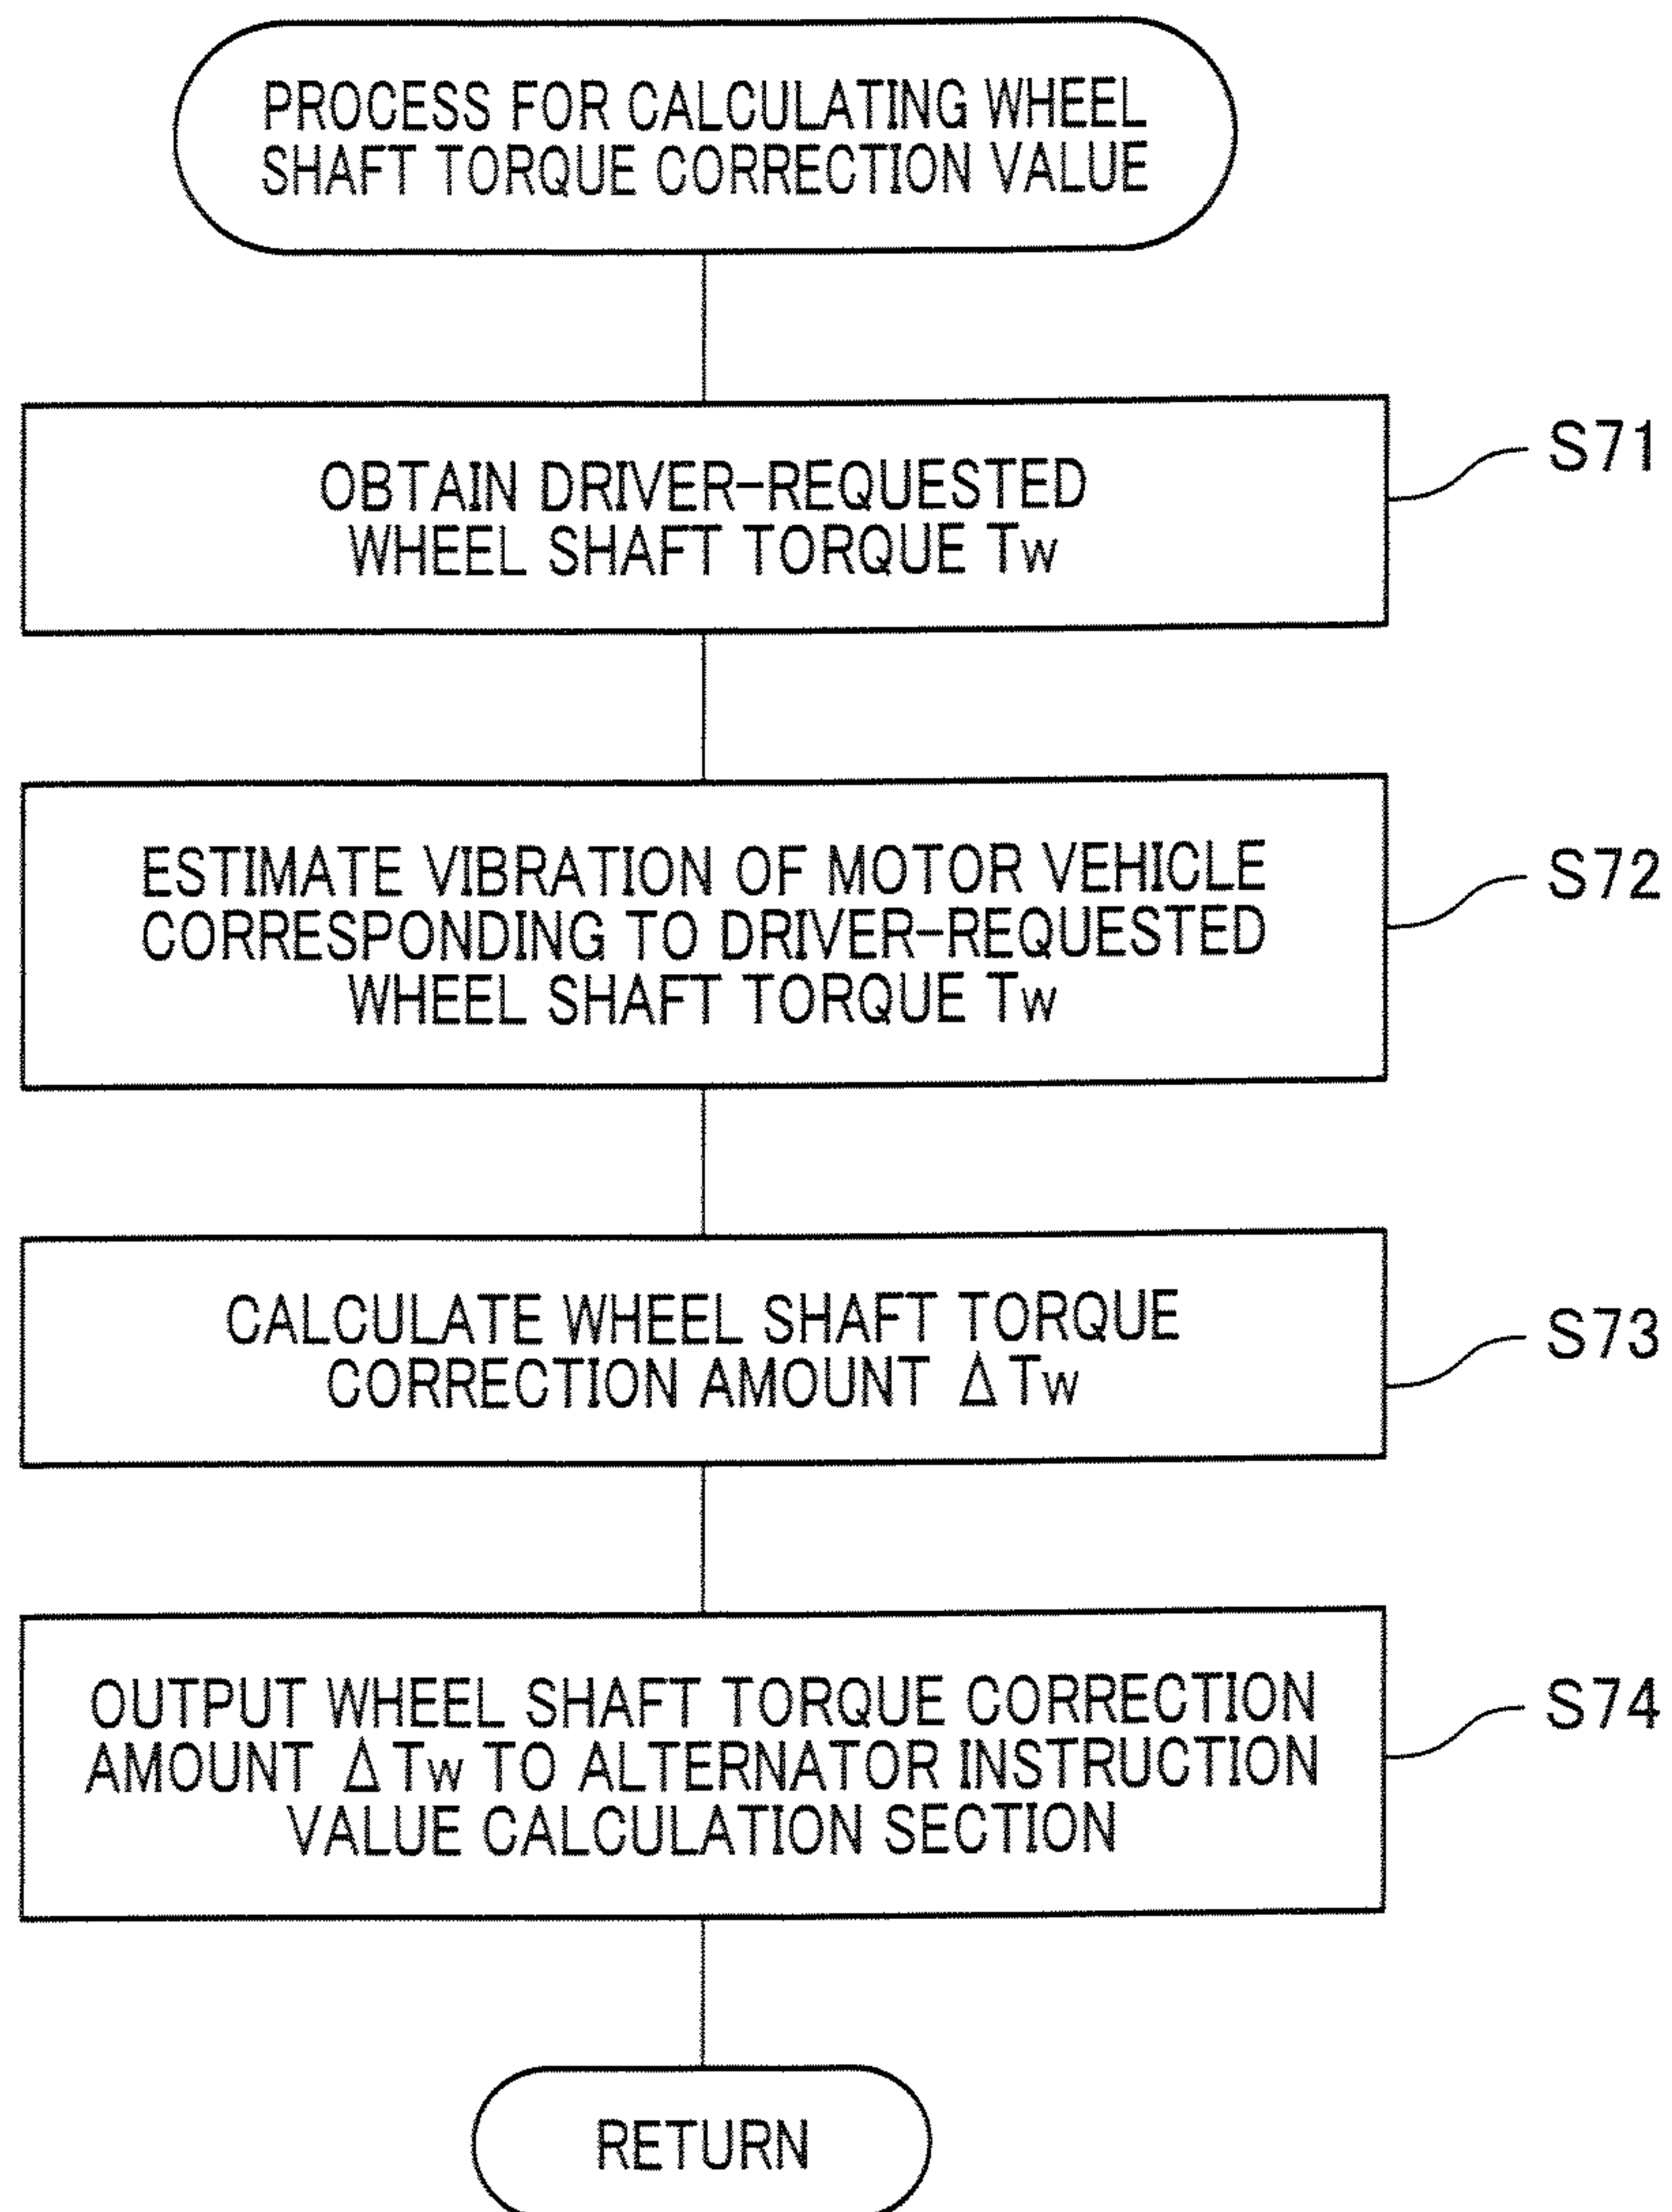 PROCESS FOR CALCULATING WHEEL
SHAFT TORQUE CORRECTION VALUE
OBTAIN DRIVER-REQUESTED
WHEEL SHAFT TORQUE Tw
S71
ESTIMATE VIBRATION OF MOTOR VEHICLE
CORRESPONDING TO DRIVER-REQUESTED
WHEEL SHAFT TORQUE Tw
S72
CALCULATE WHEEL SHAFT TORQUE
CORRECTION AMOUNT Δ Tw
S73
OUTPUT WHEEL SHAFT TORQUE CORRECTION
AMOUNT Δ Tw TO ALTERNATOR INSTRUCTION
VALUE CALCULATION SECTION
S74
RETURN